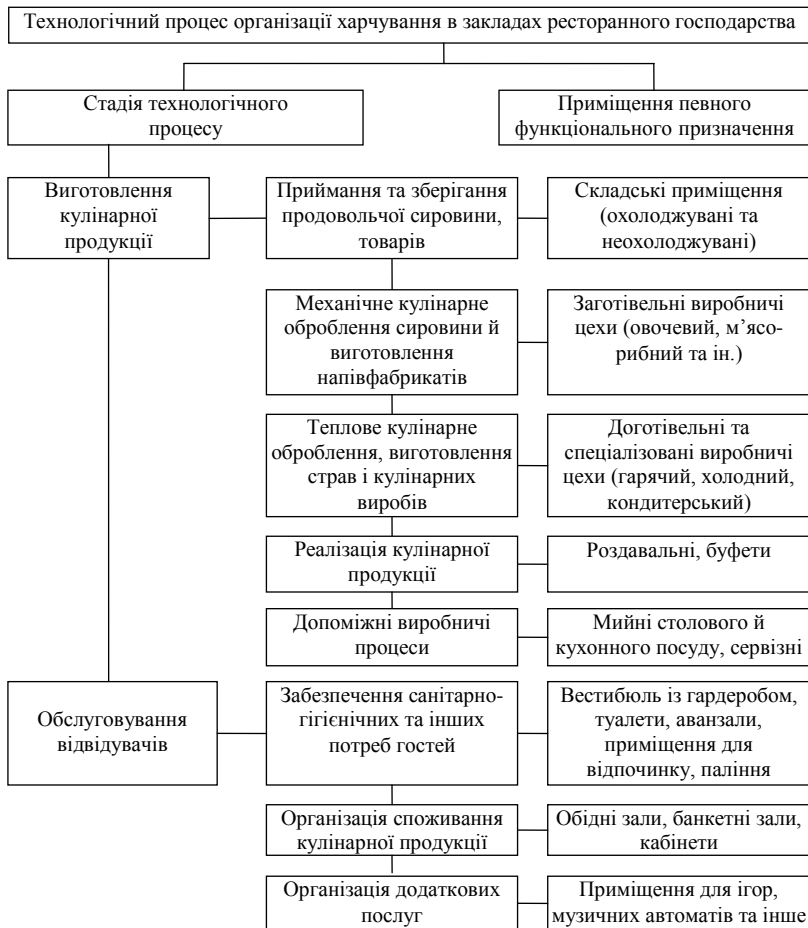 Технологічний процес організації харчування в закладах ресторанного господарства
Стадія технологічного
процесу
Приміщення певного
функціонального призначення
Виготовлення
кулінарної
продукції
Приймання та зберігання
продовольчої сировини,
товарів
Складські приміщення
(охолоджувані та
неохолоджувані)
Механічне кулінарне
оброблення сировини й
виготовлення
напівфабрикатів
Заготівельні виробничі
цехи (овочевий, м’ясо-
рибний та ін.)
Теплове кулінарне
оброблення, виготовлення
страв і кулінарних
виробів
Доготівельні та
спеціалізовані виробничі
цехи (гарячий, холодний,
кондитерський)
Реалізація кулінарної
продукції
Роздавальні, буфети
Допоміжні виробничі
процеси
Мийні столового й
кухонного посуду, сервізні
Обслуговування
відвідувачів
Забезпечення санітарно-
гігієнічних та інших
потреб гостей
Вестибюль із гардеробом,
туалети, аванзали,
приміщення для
відпочинку, паління
Організація споживання
кулінарної продукції
Обідні зали, банкетні зали,
кабінети
Організація додаткових
послуг
Приміщення для ігор,
музичних автоматів та інше